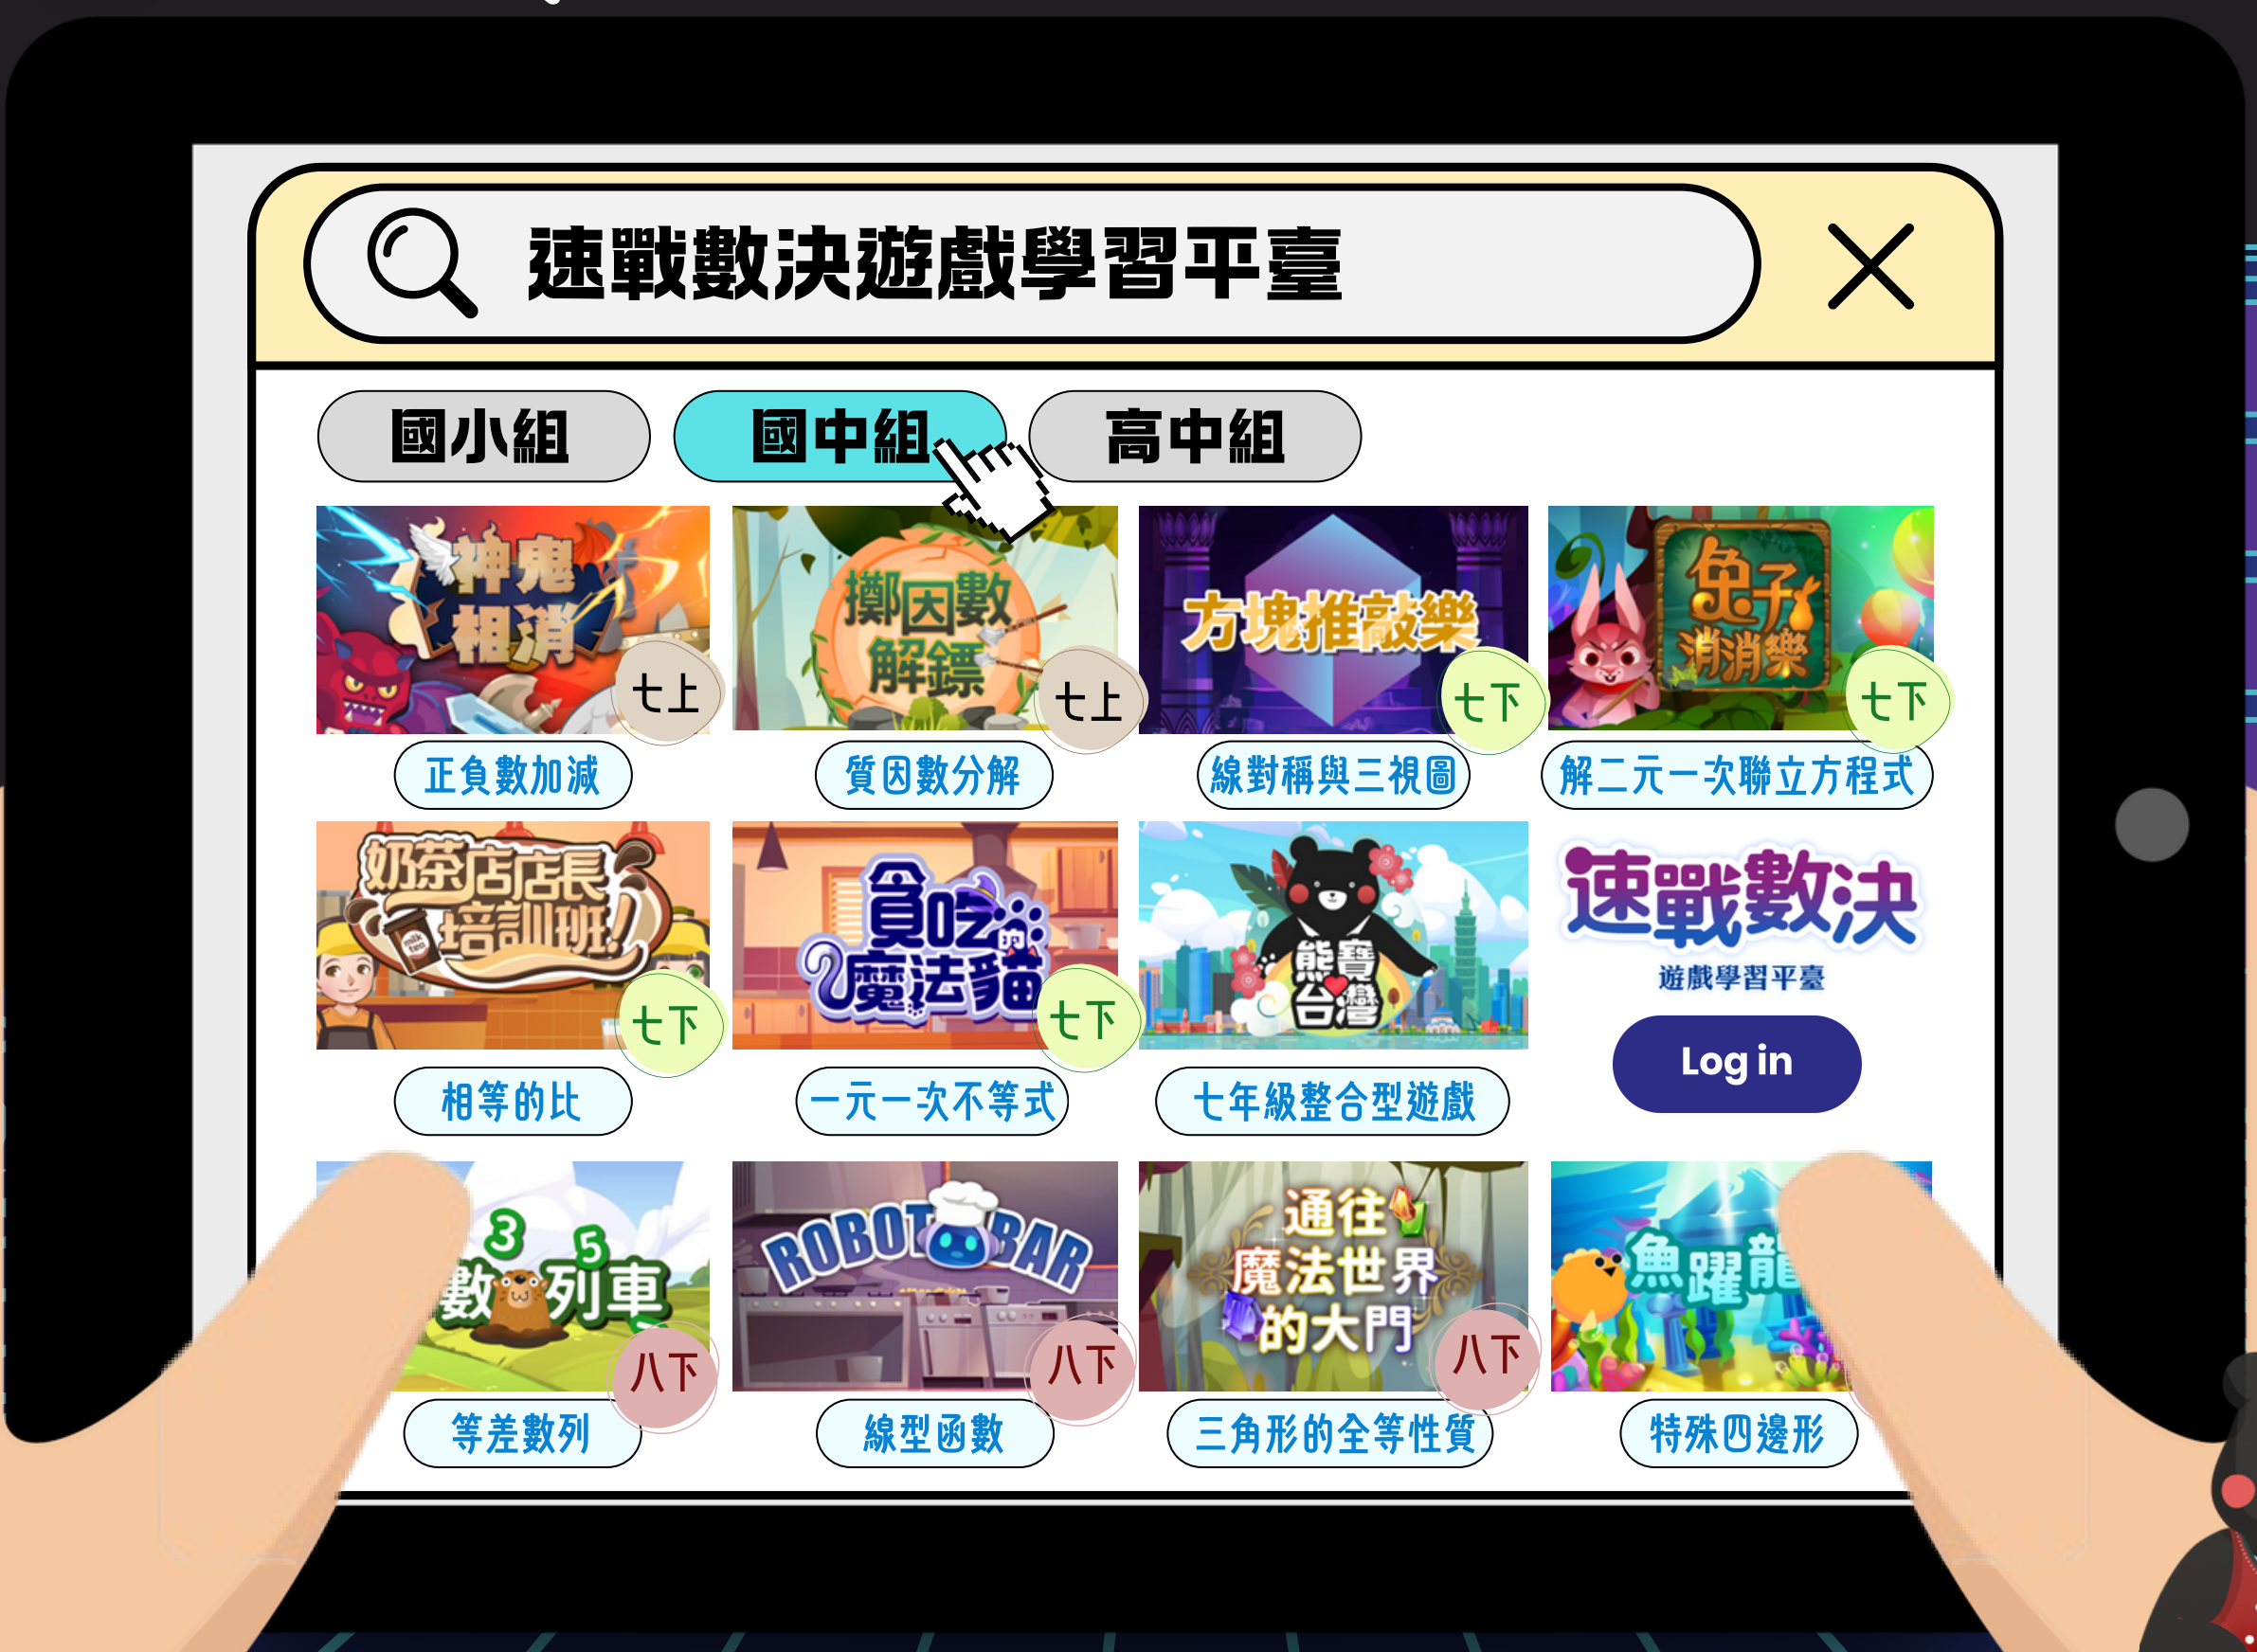 速戰數決遊戲學習平臺
國小組
國中組
高中組
神鬼
相消
七上
正負數加減
擲因數
解鏢
七上
質因數分解
方塊推敲樂
七下
線對稱與三視圖
兔子
消消樂
七下
解二元一次聯立方程式
奶茶店店長
培訓班!
milk
tea
七下
相等的比
貪吃的
魔法貓
七下
一元一次不等式
熊寶
台灣
七年級整合型遊戲
速戰數決
遊戲學習平臺
Log in
3 5
數列車
八下
等差數列
ROBOT BAR
八下
線型函數
通往
魔法世界
的大門
八下
三角形的全等性質
魚躍龍
特殊四邊形